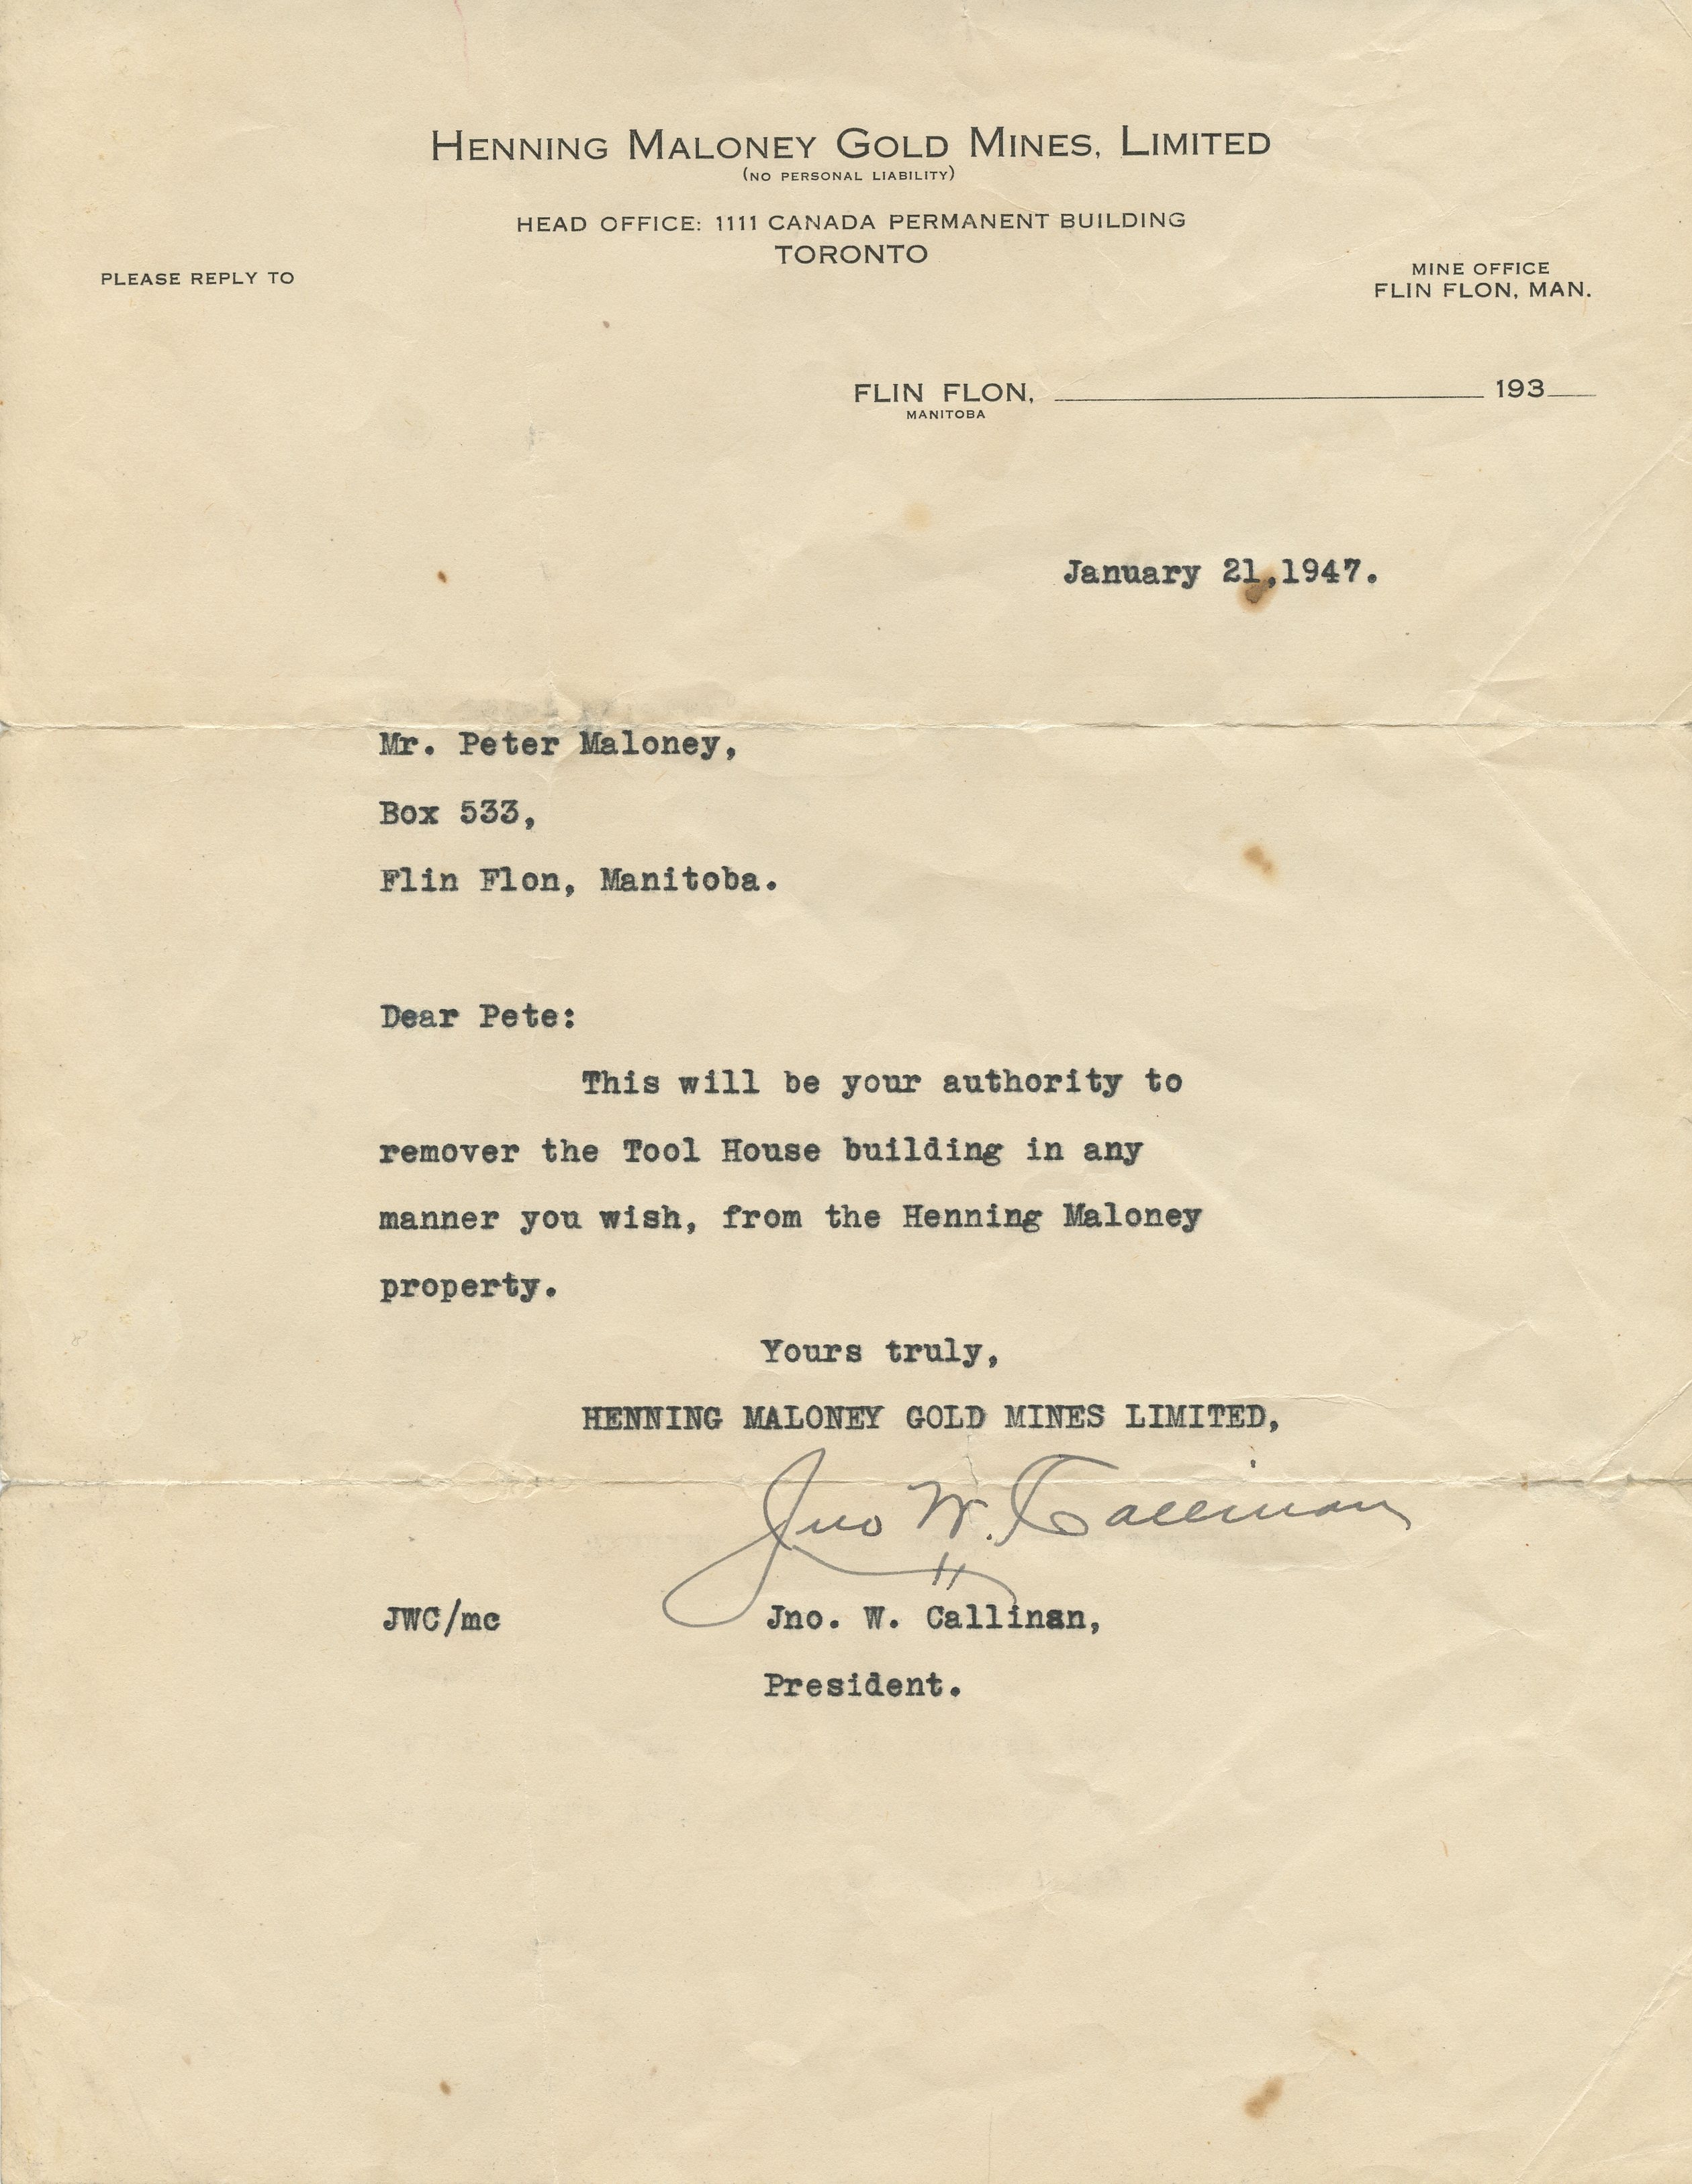 HENNING MALONEY GOLD MINES, LIMITED
(NO PERSONAL LIABILITY)
HEAD OFFICE: 1111 CANADA PERMANENT BUILDING
TORONTO
PLEASE REPLY TO
MINE OFFICE
FLIN FLON, MAN.
FLIN FLON, 193
MANITOBA
January 21,1947.
Mr. Peter Maloney,
Box 533,
Flin Flon, Manitoba.
Dear Pete:
This will be your authority to
remover the Tool House building in any
manner you wish, from the Henning Maloney
property.
Yours truly,
HENNING MALONEY GOLD MINES LIMITED,
Jno W. Callinan
JWC/mc Jno. W. Callinan,
President.